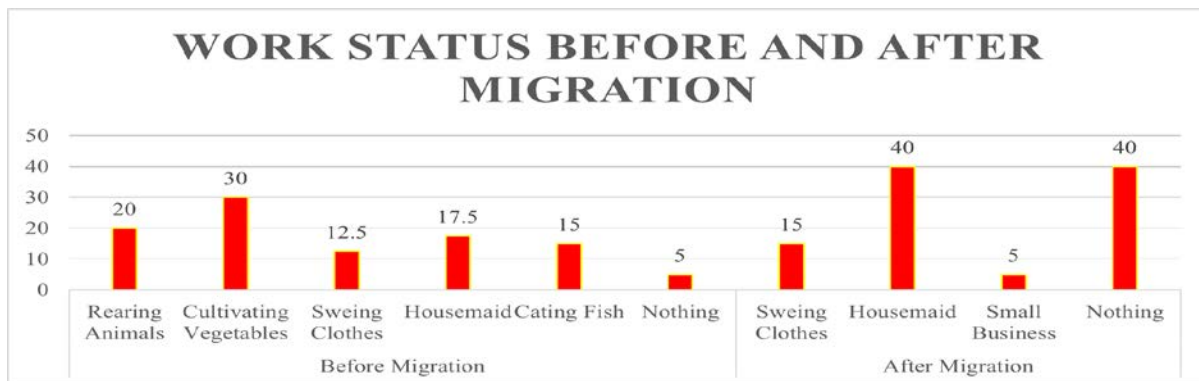 WORK STATUS BEFORE AND AFTER
MIGRATION
50
40
30
20
10
0
20
30
12.5
17.5
15
5
15
40
5
40
Rearing
Animals
Cultivating
Vegetables
Sweing
Clothes
Housemaid
Cating Fish
Nothing
Sweing
Clothes
Housemaid
Small
Business
Nothing
Before Migration
After Migration